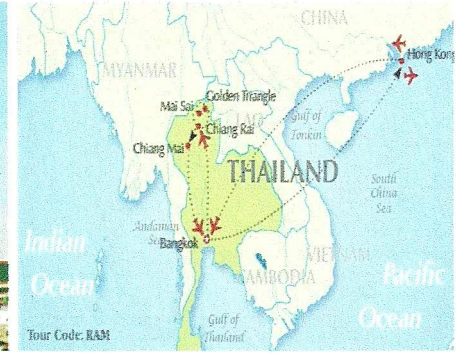 CHINA
Hong Kong
MYANMAR
Golden Triangle
Mai Sai
LAO
Gulf of
Tonkin
Chiang Rai
Chiang Mai
THAILAND
South
China
Sea
Andaman
Sea
Bangkok
Indian
Ocean
VIETNAM
CAMBODIA
Pacific
Ocean
Gulf of
Thailand
Tour Code: RAM